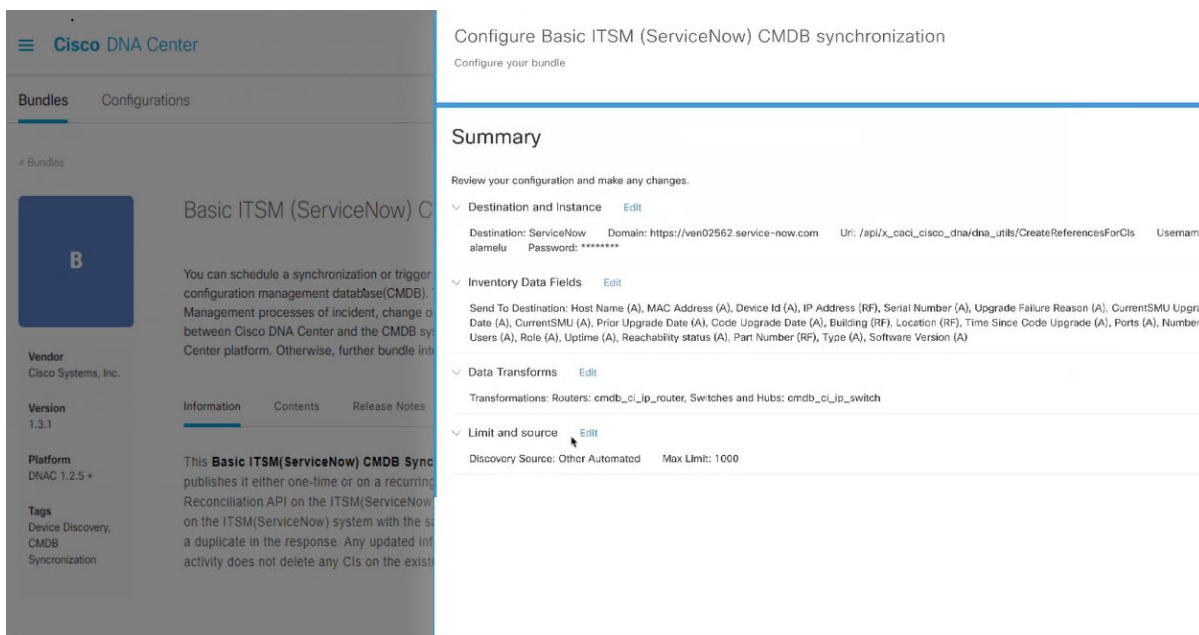 Cisco DNA Center
Bundles Configurations
< Bundles
B
Basic ITSM (ServiceNow) C
You can schedule a synchronization or trigger
configuration management database(CMDB).
Management processes of incident, change o
between Cisco DNA Center and the CMDB sy
Center platform. Otherwise, further bundle int
Vendor
Cisco Systems, Inc.
Version
1.3.1
Platform
DNAC 1.2.5 +
Tags
Device Discovery,
CMDB
Syncronization
Information Contents Release Notes
This Basic ITSM(ServiceNow) CMDB Sync
publishes it either one-time or on a recurring
Reconciliation API on the ITSM(ServiceNow
on the ITSM(ServiceNow) system with the sa
a duplicate in the response. Any updated inf
activity does not delete any CIs on the existi
Configure Basic ITSM (ServiceNow) CMDB synchronization
Configure your bundle
Summary
Review your configuration and make any changes.
Destination and Instance Edit
Destination: ServiceNow Domain: https://ven02562.service-now.com Url: /api/x_caci_cisco_dna/dna_utils/CreateReferencesForCIs Usernam
alamelu Password: ********
Inventory Data Fields Edit
Send To Destination: Host Name (A), MAC Address (A), Device Id (A), IP Address (RF), Serial Number (A), Upgrade Failure Reason (A), CurrentSMU Upgra
Date (A), CurrentSMU (A), Prior Upgrade Date (A), Code Upgrade Date (A), Building (RF), Location (RF), Time Since Code Upgrade (A), Ports (A), Number
Users (A), Role (A), Uptime (A), Reachability status (A), Part Number (RF), Type (A), Software Version (A)
Data Transforms Edit
Transformations: Routers: cmdb_ci_ip_router, Switches and Hubs: cmdb_ci_ip_switch
Limit and source Edit
Discovery Source: Other Automated Max Limit: 1000